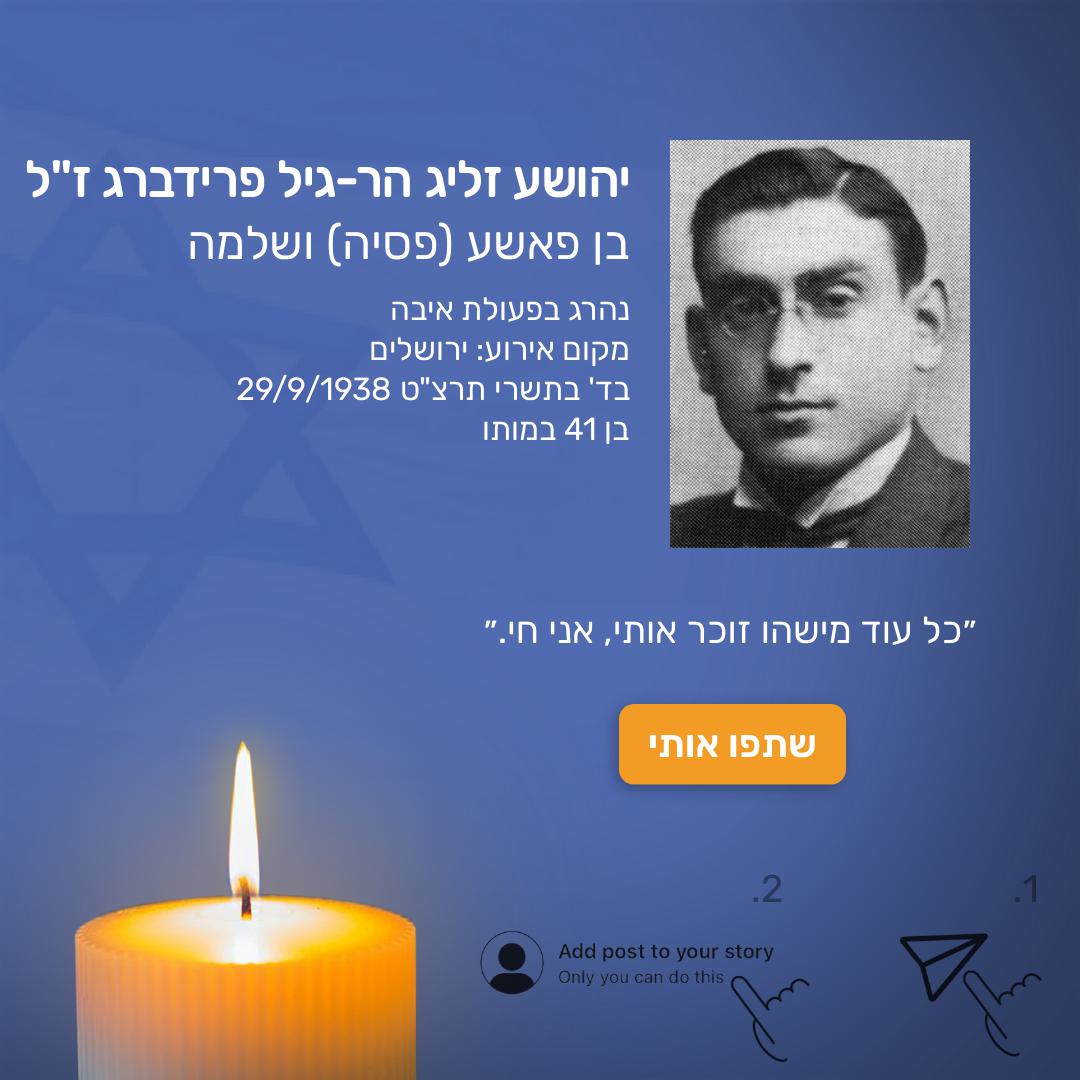 יהושע זליג הר-גיל פרידברג ז"ל
בן פאשע (פסיה) ושלמה
נהרג בפעולת איבה
מקום אירוע: ירושלים
בד' בתשרי תרצ"ט 29/9/1938
בן 41 במותו
״כל עוד מישהו זוכר אותי, אני חי.״
שתפו אותי
1.
2.
Add post to your story
Only you can do this